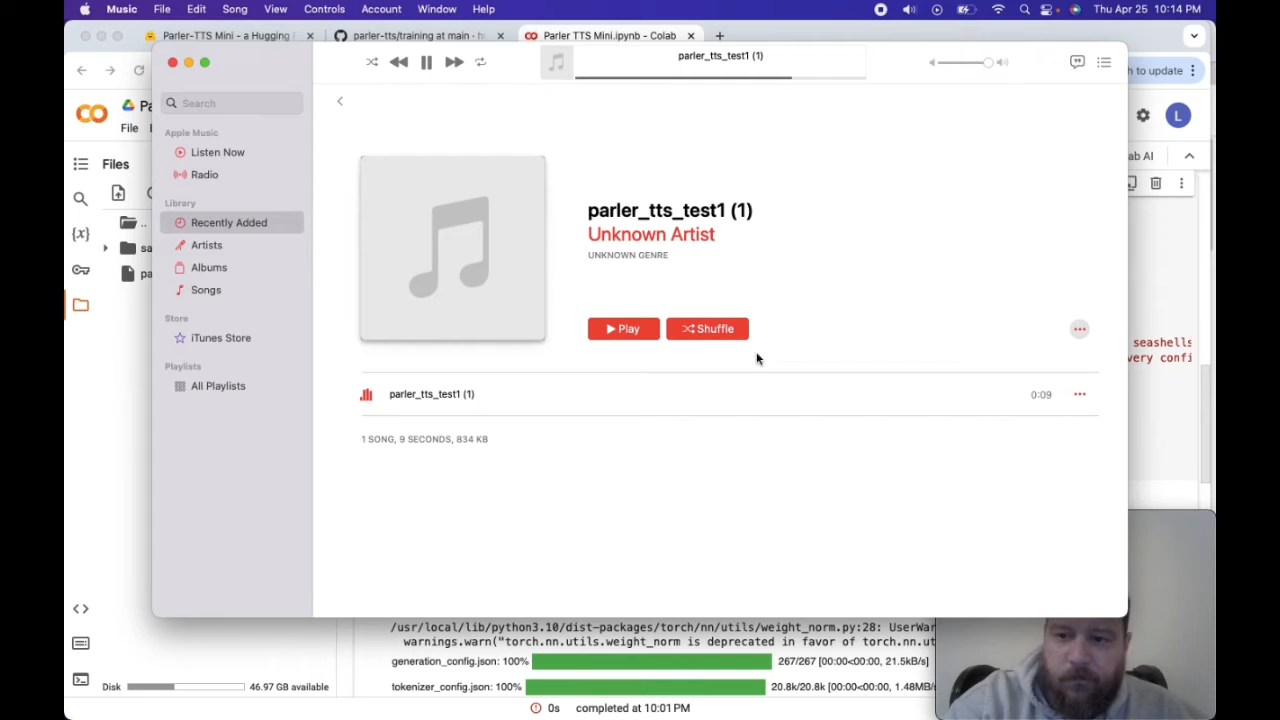 Music File Edit Song View Controls Account Window Help Thu Apr 25 10:14 PM
Parler-TTS Mini - a Hugging parler-tts/training at main · Parler TTS Mini.ipynb - Colab
parler_tts_test1 (1)
h to update
Search
Pa
File
L
Apple Music
Listen Now
Radio
Files
ab AI
Library
Recently Added
Artists
Albums
Songs
parler_tts_test1 (1)
Unknown Artist
UNKNOWN GENRE
..
sa
pa
{x}
Store
iTunes Store
Play Shuffle
seashells
very confi
Playlists
All Playlists
parler_tts_test1 (1) 0:09
1 SONG, 9 SECONDS, 834 KB
/usr/local/lib/python3.10/dist-packages/torch/nn/utils/weight_norm.py:28: UserWar
warnings.warn("torch.nn.utils.weight_norm is deprecated in favor of torch.nn.ut
generation_config.json: 100% 267/267 [00:00<00:00, 21.5kB/s]
tokenizer_config.json: 100% 20.8k/20.8k [00:00<00:00, 1.48MB/
Disk 46.97 GB available
0s completed at 10:01 PM